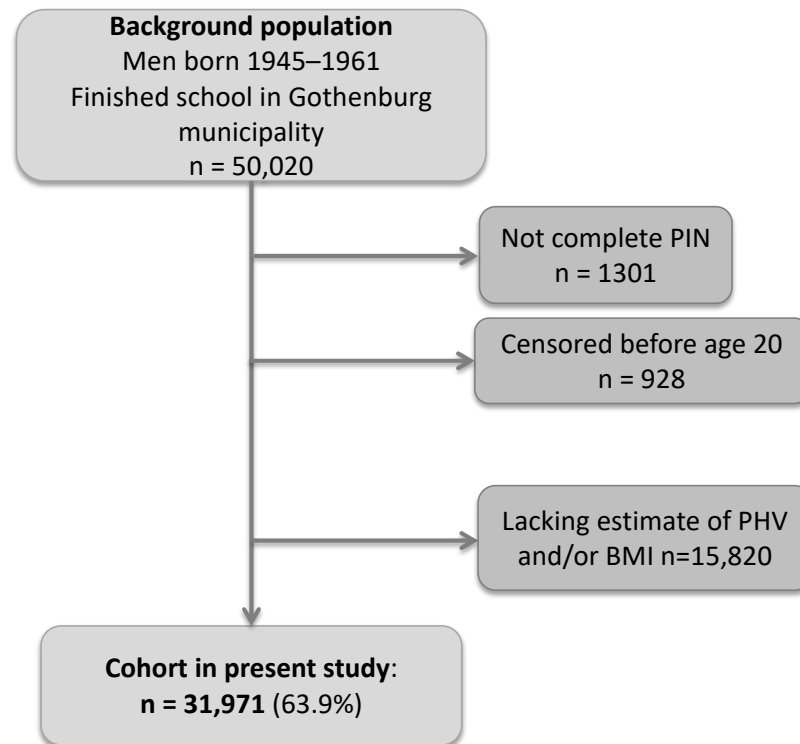 Background population
Men born 1945–1961
Finished school in Gothenburg
municipality
n = 50,020
Not complete PIN
n = 1301
Censored before age 20
n = 928
Lacking estimate of PHV
and/or BMI n=15,820
Cohort in present study:
n = 31,971 (63.9%)